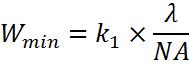 W_min = k_1 × λ/NA